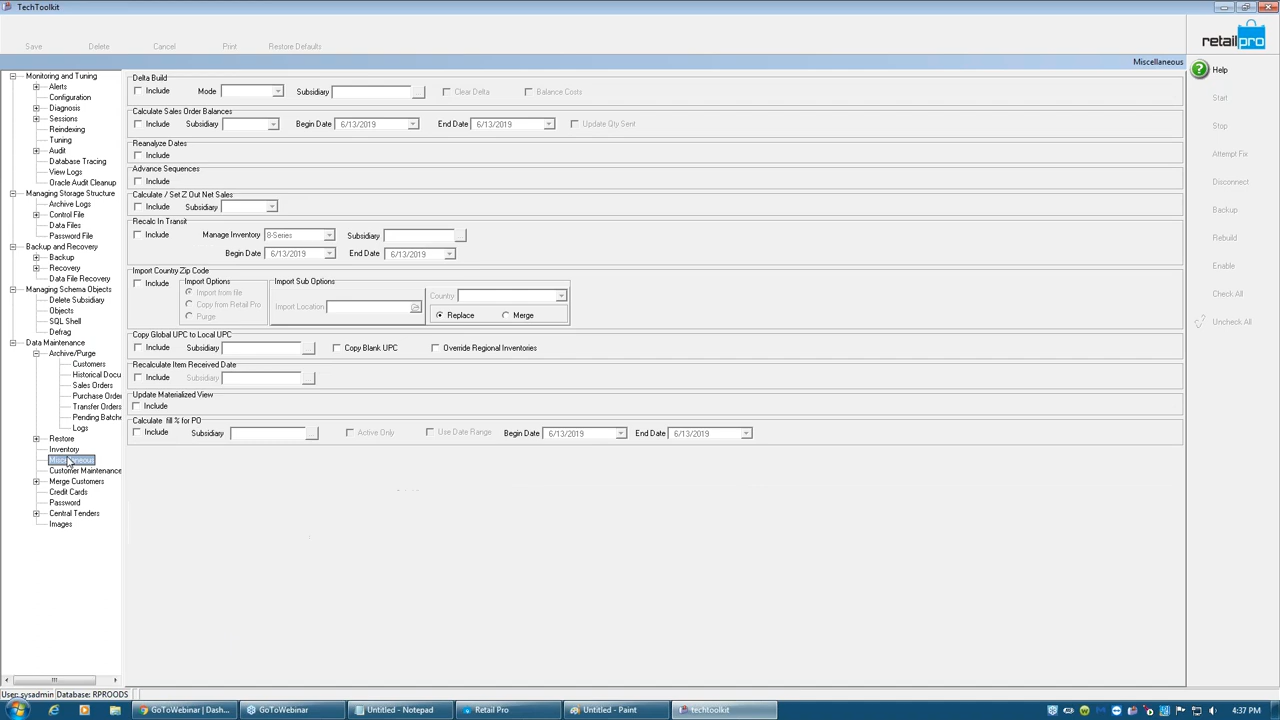 TechToolkit
Save Delete Cancel Print Restore Defaults
retailpro
Miscellaneous
Monitoring and Tuning
Alerts
Configuration
Diagnosis
Sessions
Reindexing
Tuning
Audit
Database Tracing
View Logs
Oracle Audit Cleanup
Managing Storage Structure
Archive Logs
Control File
Data Files
Password File
Backup and Recovery
Backup
Recovery
Data File Recovery
Managing Schema Objects
Delete Subsidiary
Objects
SQL Shell
Defrag
Data Maintenance
Archive/Purge
Customers
Historical Docu
Sales Orders
Purchase Order
Transfer Orders
Pending Batche
Logs
Restore
Inventory
Miscellaneous
Customer Maintenance
Merge Customers
Credit Cards
Password
Central Tenders
Images
Delta Build
Include Mode Subsidiary Clear Delta Balance Costs
Calculate Sales Order Balances
Include Subsidiary Begin Date 6/13/2019 End Date 6/13/2019 Update Qty Sent
Reanalyze Dates
Include
Advance Sequences
Include
Calculate / Set Z Out Net Sales
Include Subsidiary
Recalc In Transit
Include Manage Inventory 8-Series Subsidiary
Begin Date 6/13/2019 End Date 6/13/2019
Import Country Zip Code
Include
Import Options
Import from file
Copy from Retail Pro
Purge
Import Sub Options
Import Location
Country
Replace Merge
Copy Global UPC to Local UPC
Include Subsidiary Copy Blank UPC Override Regional Inventories
Recalculate Item Received Date
Include Subsidiary
Update Materialized View
Include
Calculate fill % for PO
Include Subsidiary Active Only Use Date Range Begin Date 6/13/2019 End Date 6/13/2019
Help
Start
Stop
Attempt Fix
Disconnect
Backup
Rebuild
Enable
Check All
Uncheck All
User: sysadmin Database: RPROODS
GoToWebinar | Dash... GoToWebinar Untitled - Notepad Retail Pro Untitled - Paint techtoolkit 4:37 PM